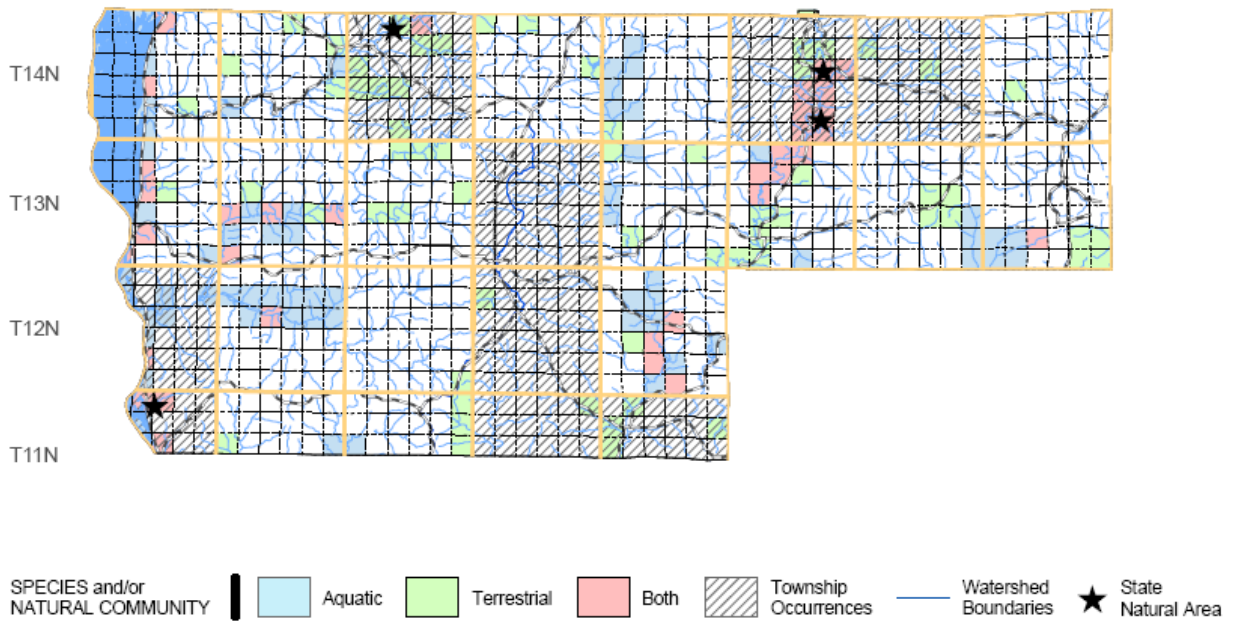 T14N
T13N
T12N
T11N
SPECIES and/or
NATURAL COMMUNITY
Aquatic
Terrestrial
Both
Township
Occurrences
Watershed
Boundaries
State
Natural Area